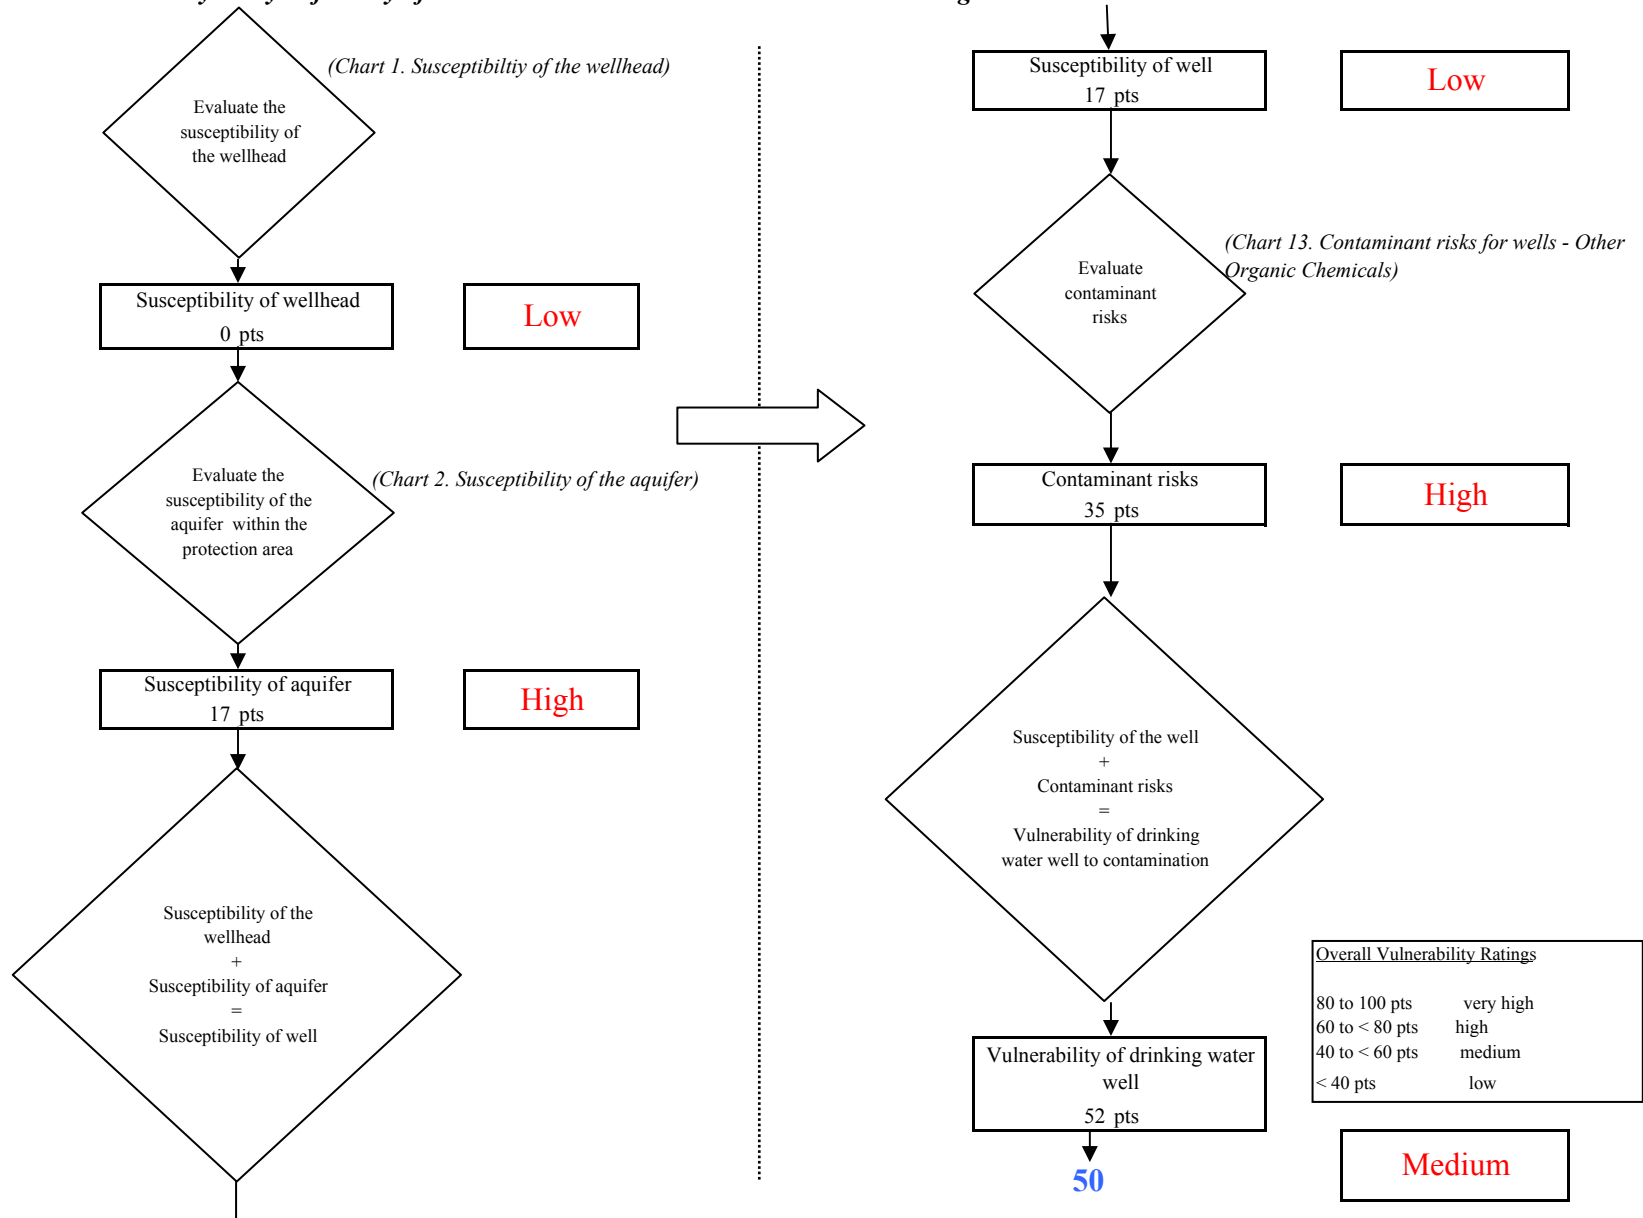 (Chart 1. Susceptibiltiy of the wellhead)
Evaluate the
susceptibility of
the wellhead
Susceptibility of wellhead
0 pts
Low
Evaluate the
susceptibility of the
aquifer within the
protection area
(Chart 2. Susceptibility of the aquifer)
Susceptibility of aquifer
17 pts
High
Susceptibility of the
wellhead
+
Susceptibility of aquifer
=
Susceptibility of well
Susceptibility of well
17 pts
Low
Evaluate
contaminant
risks
(Chart 13. Contaminant risks for wells - Other
Organic Chemicals)
Contaminant risks
35 pts
High
Susceptibility of the well
+
Contaminant risks
=
Vulnerability of drinking
water well to contamination
Overall Vulnerability Ratings
80 to 100 pts very high
60 to < 80 pts high
40 to < 60 pts medium
< 40 pts low
Vulnerability of drinking water
well
52 pts
50
Medium